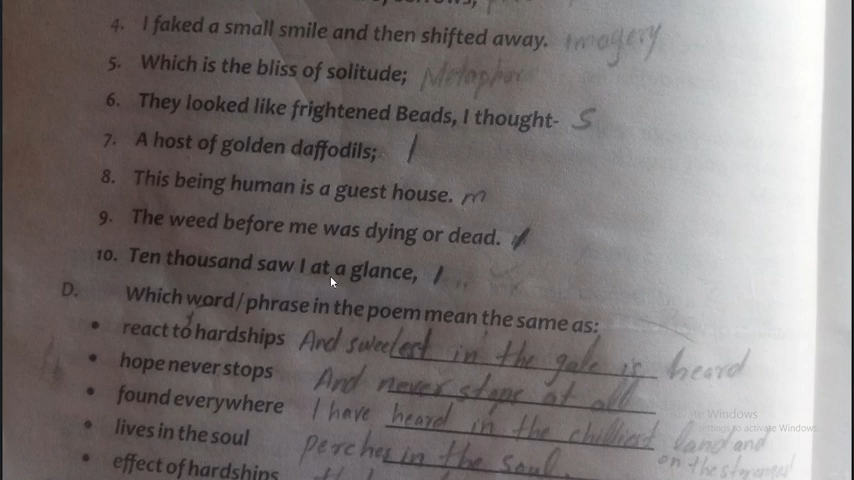 4. I faked a small smile and then shifted away. imagery
5. Which is the bliss of solitude; Metaphor
6. They looked like frightened Beads, I thought- S
7. A host of golden daffodils; I
8. This being human is a guest house. m
9. The weed before me was dying or dead.
10. Ten thousand saw I at a glance, I
D. Which word/phrase in the poem mean the same as:
• react to hardships And sweetest in the gale is heard
• hope never stops And never stops at all
• found everywhere I have heard in the chilliest land and
on the strangest
• lives in the soul perches in the soul.
• effect of hardships